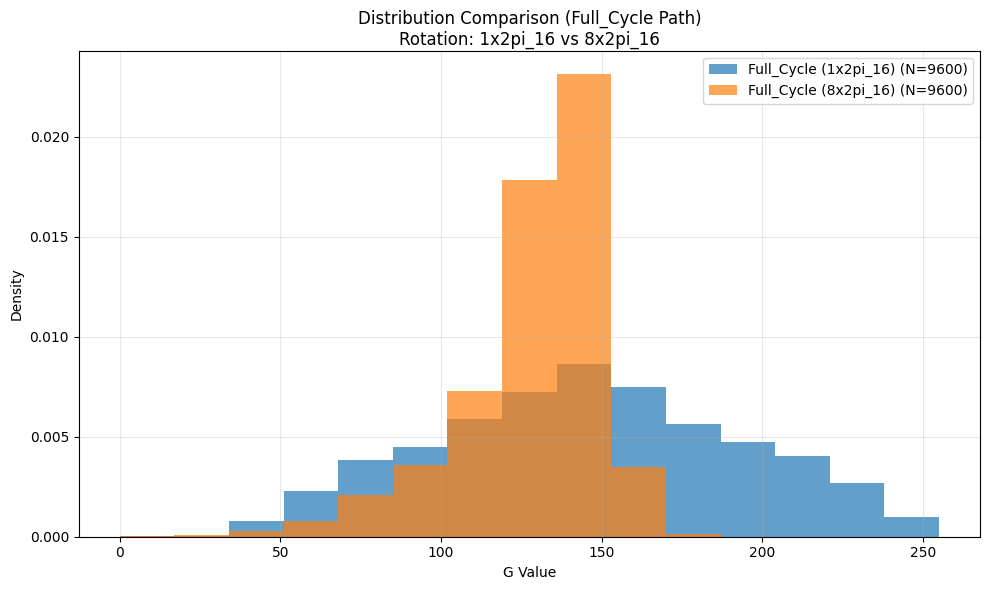 Distribution Comparison (Full_Cycle Path)
Rotation: 1x2pi_16 vs 8x2pi_16
Full_Cycle (1x2pi_16) (N=9600)
Full_Cycle (8x2pi_16) (N=9600)
Density
0.020
0.015
0.010
0.005
0.000
0 50 100 150 200 250
G Value